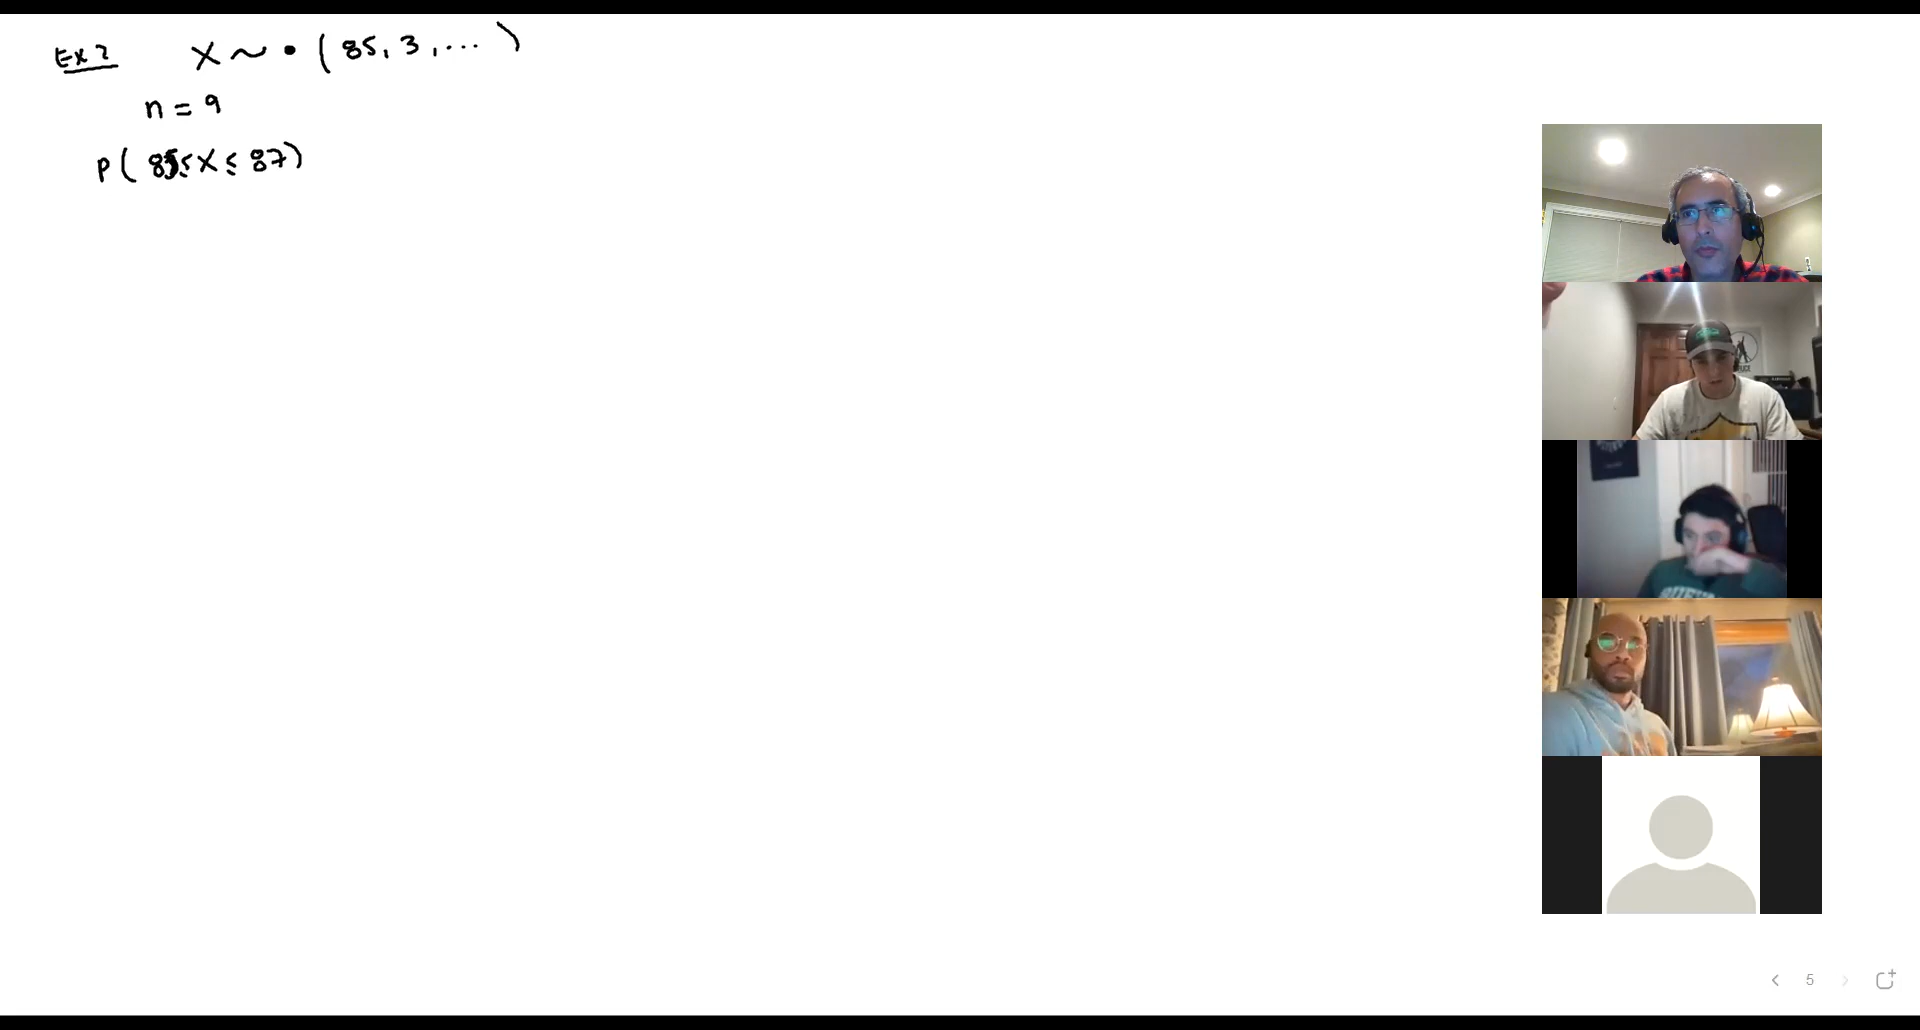 Ex 2 X ~ • ( 85, 3, ... )
n = 9
P( 85 ≤ X ≤ 87)
5